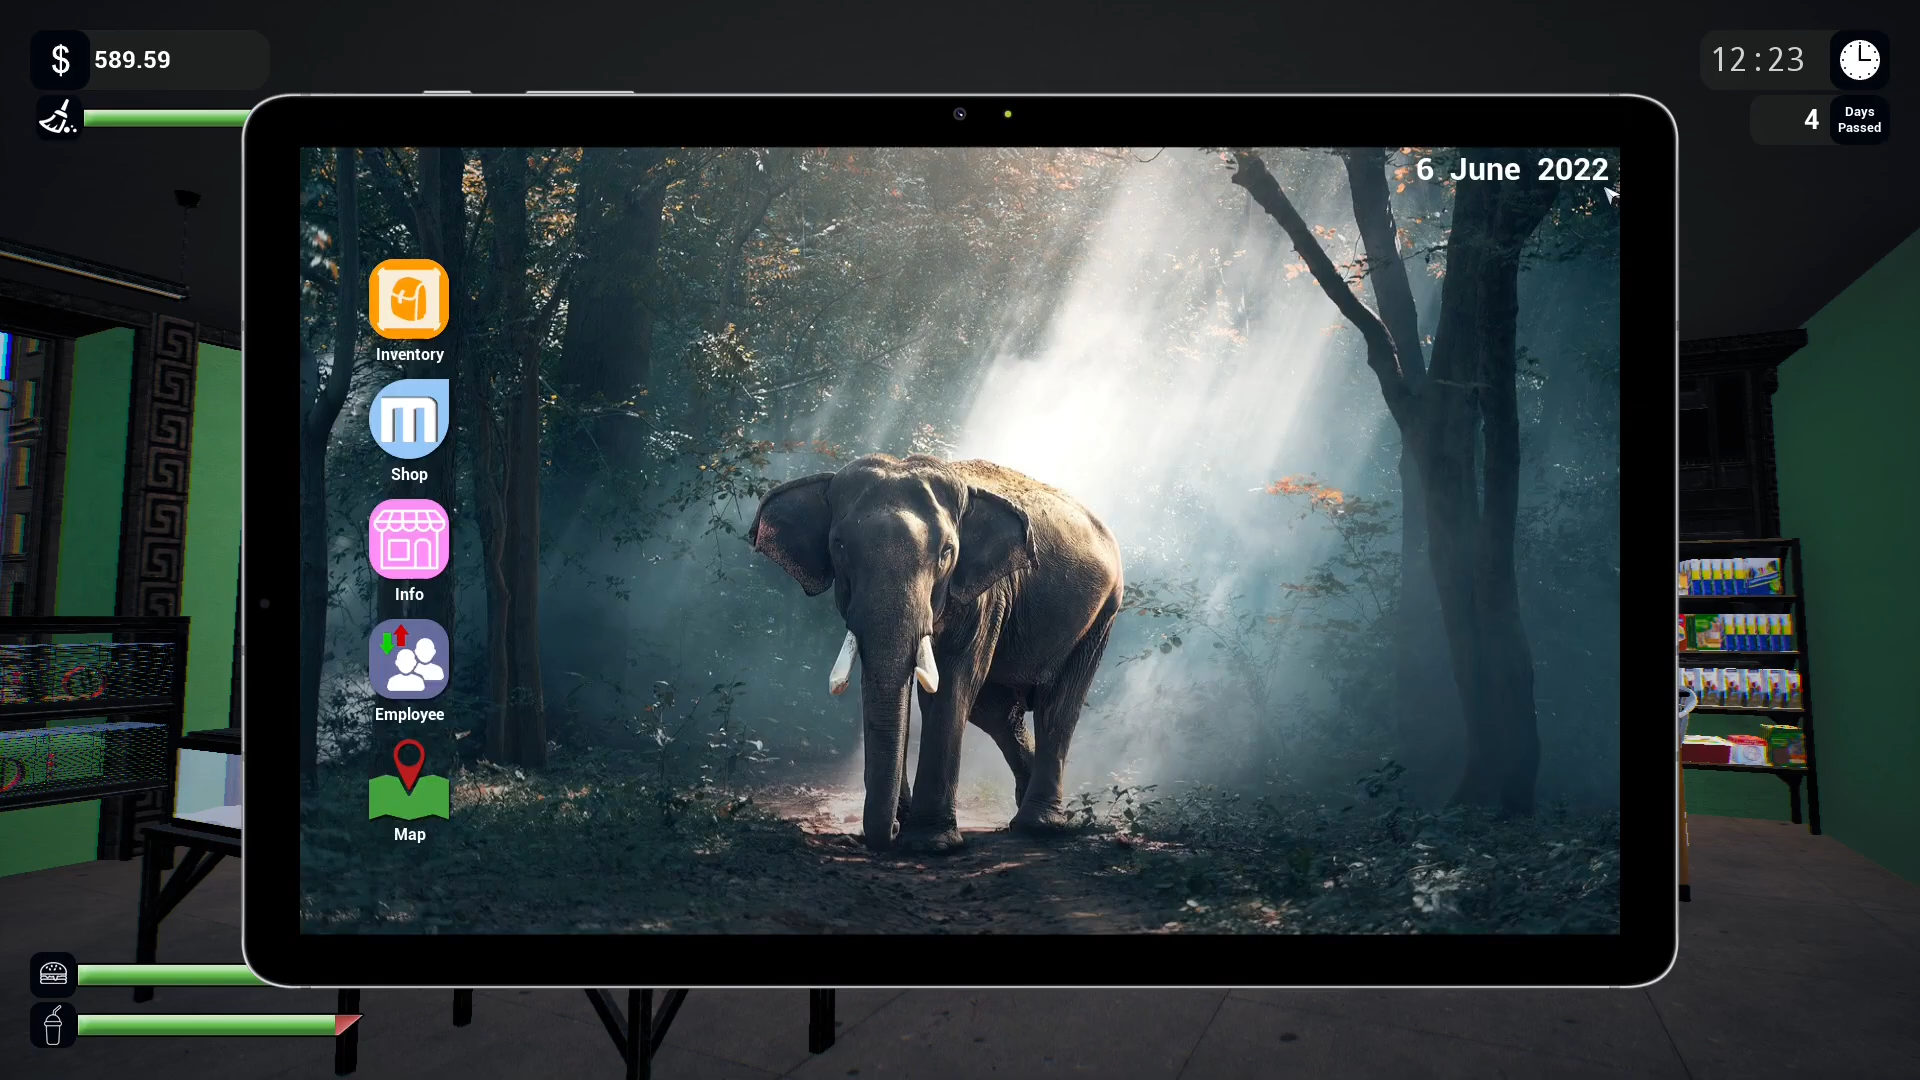 $ 589.59
12:23
4 Days Passed
6 June 2022
Inventory
Shop
Info
Employee
Map